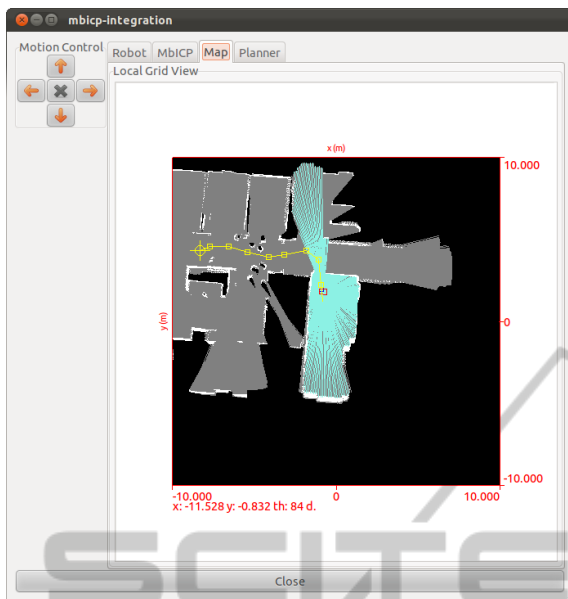 mbicp-integration
Motion Control
Robot MbICP Map Planner
Local Grid View
x (m)
10.000
y (m)
0
-10.000
-10.000 0 10.000
x: -11.528 y: -0.832 th: 84 d.
Close
SCITE